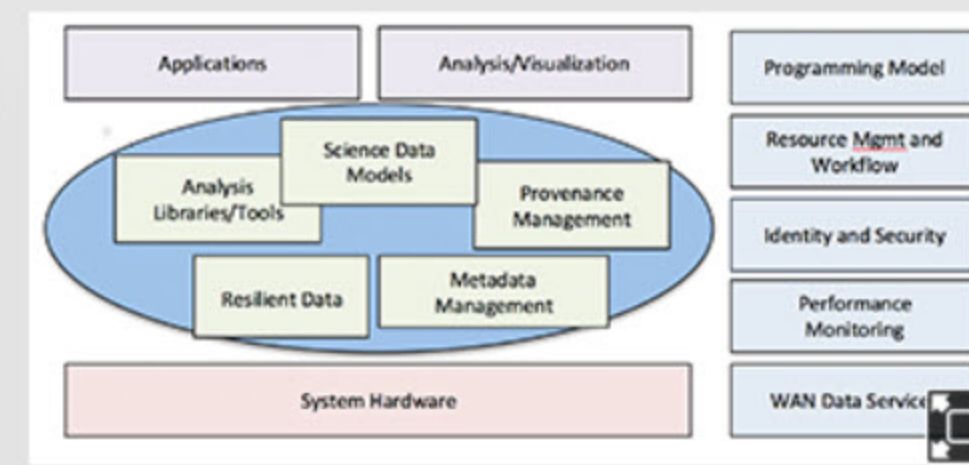 Applications
Analysis/Visualization
Programming Model
Science Data
Models
Analysis
Libraries/Tools
Provenance
Management
Resource Mgmt and
Workflow
Identity and Security
Resilient Data
Metadata
Management
Performance
Monitoring
System Hardware
WAN Data